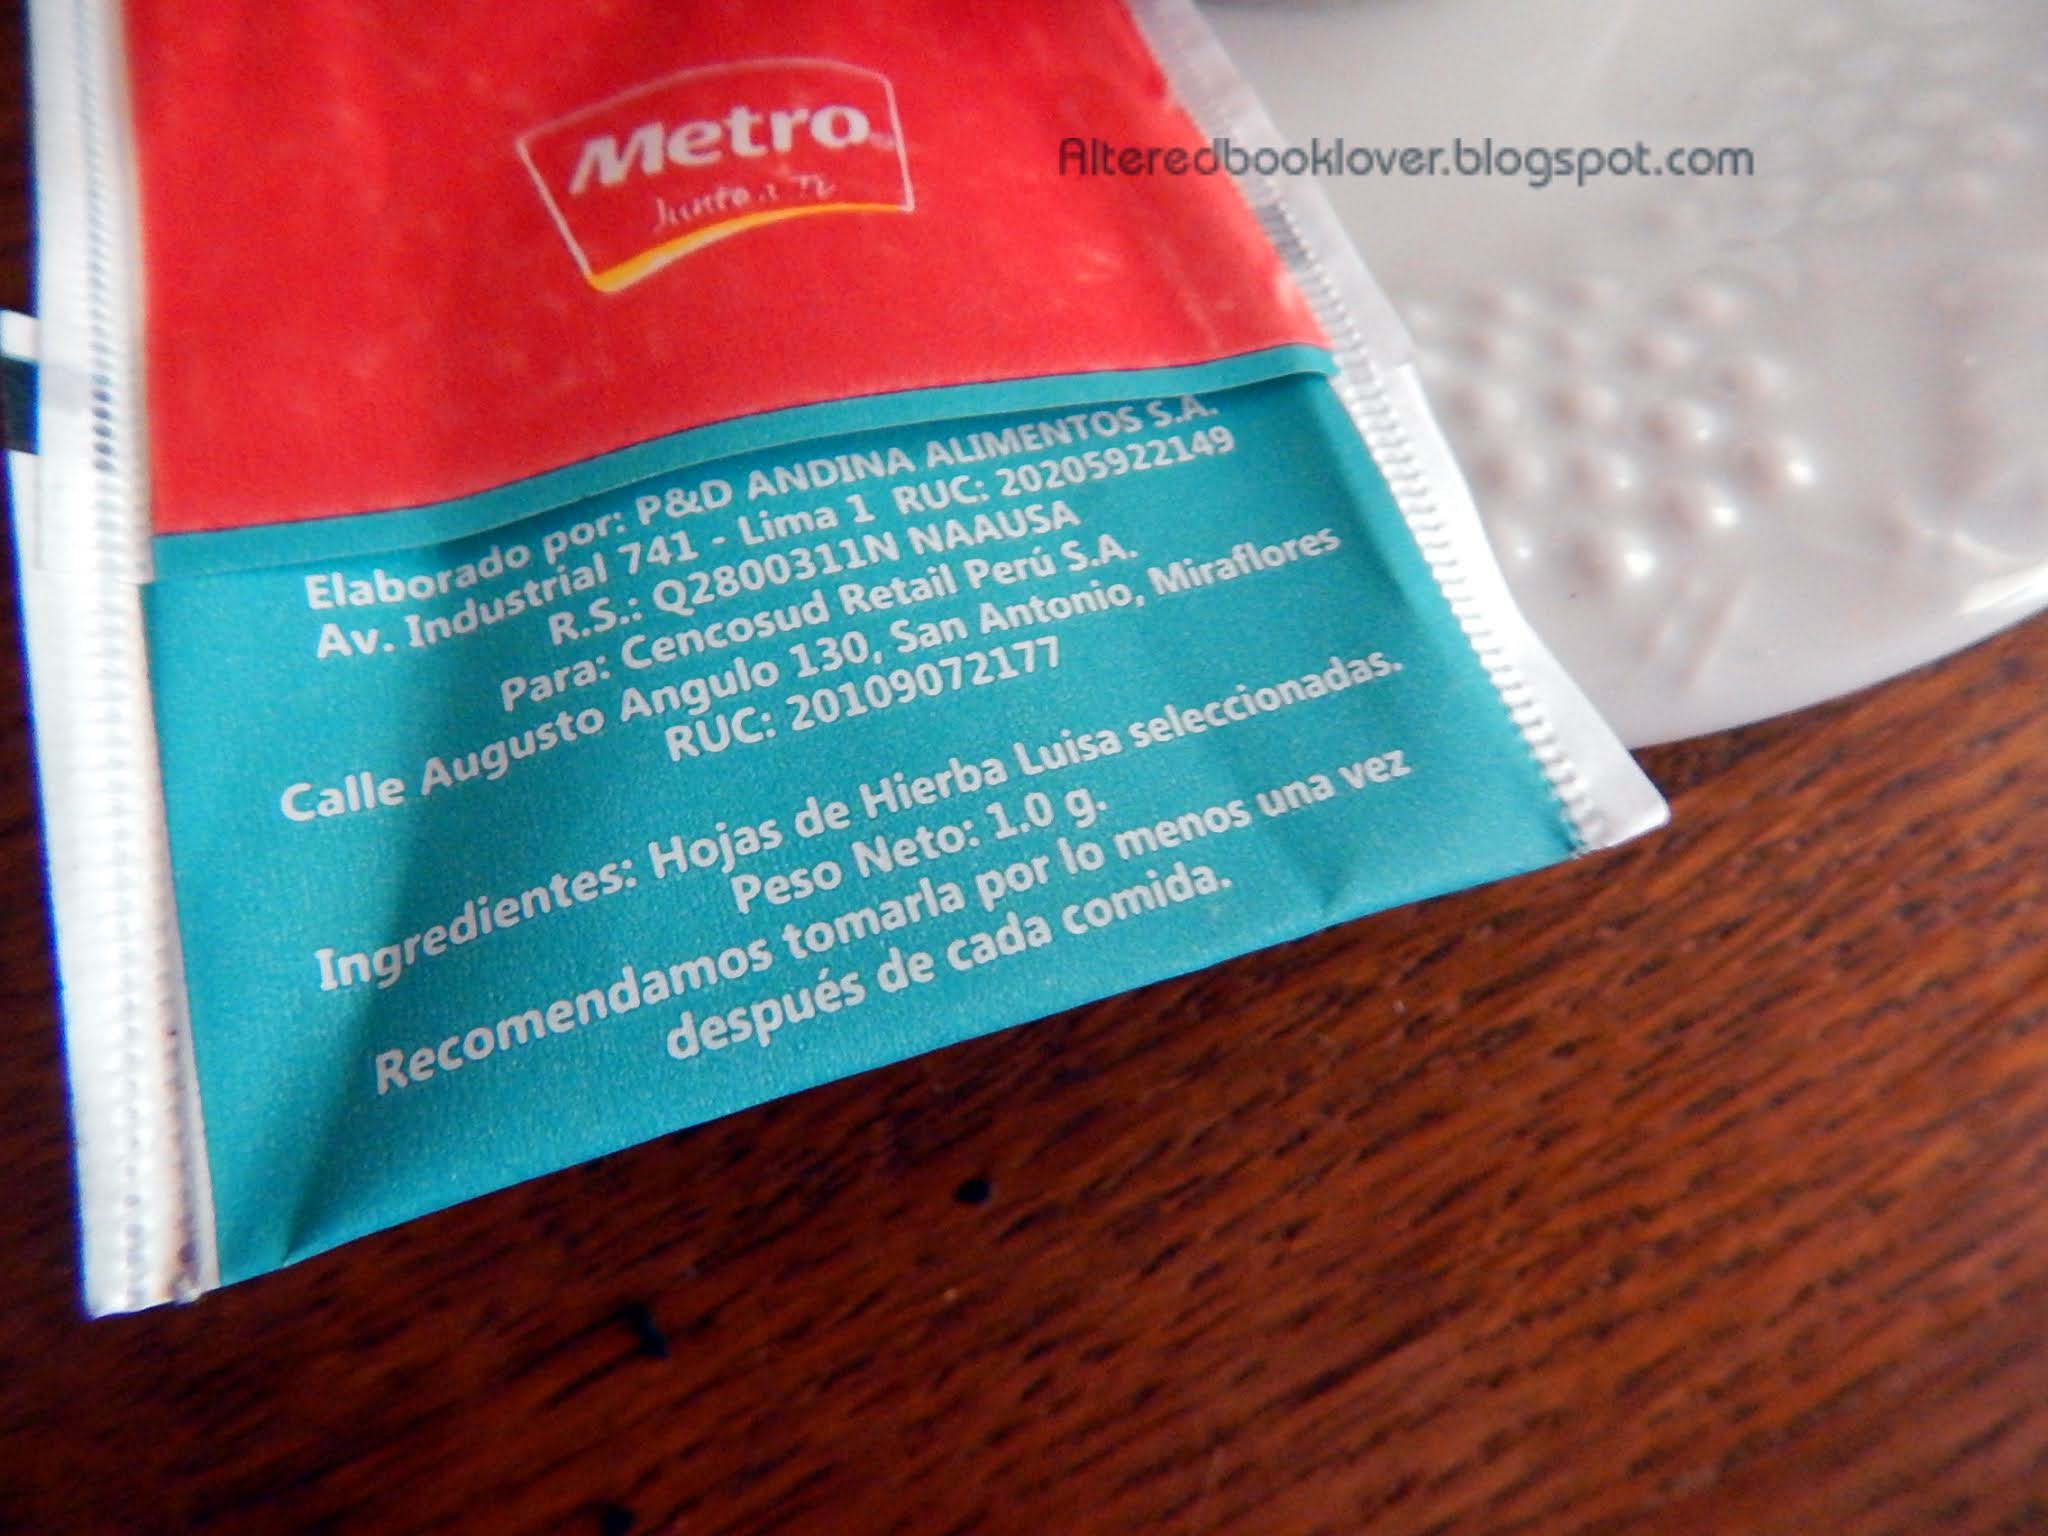 Metro
Junto a ti
Alteredbooklover.blogspot.com
Elaborado por: P&D ANDINA ALIMENTOS S.A.
Av. Industrial 741 - Lima 1 RUC: 20205922149
R.S.: Q2800311N NAAUSA
Para: Cencosud Retail Perú S.A.
Calle Augusto Angulo 130, San Antonio, Miraflores
RUC: 20109072177
Ingredientes: Hojas de Hierba Luisa seleccionadas.
Peso Neto: 1.0 g.
Recomendamos tomarla por lo menos una vez
después de cada comida.